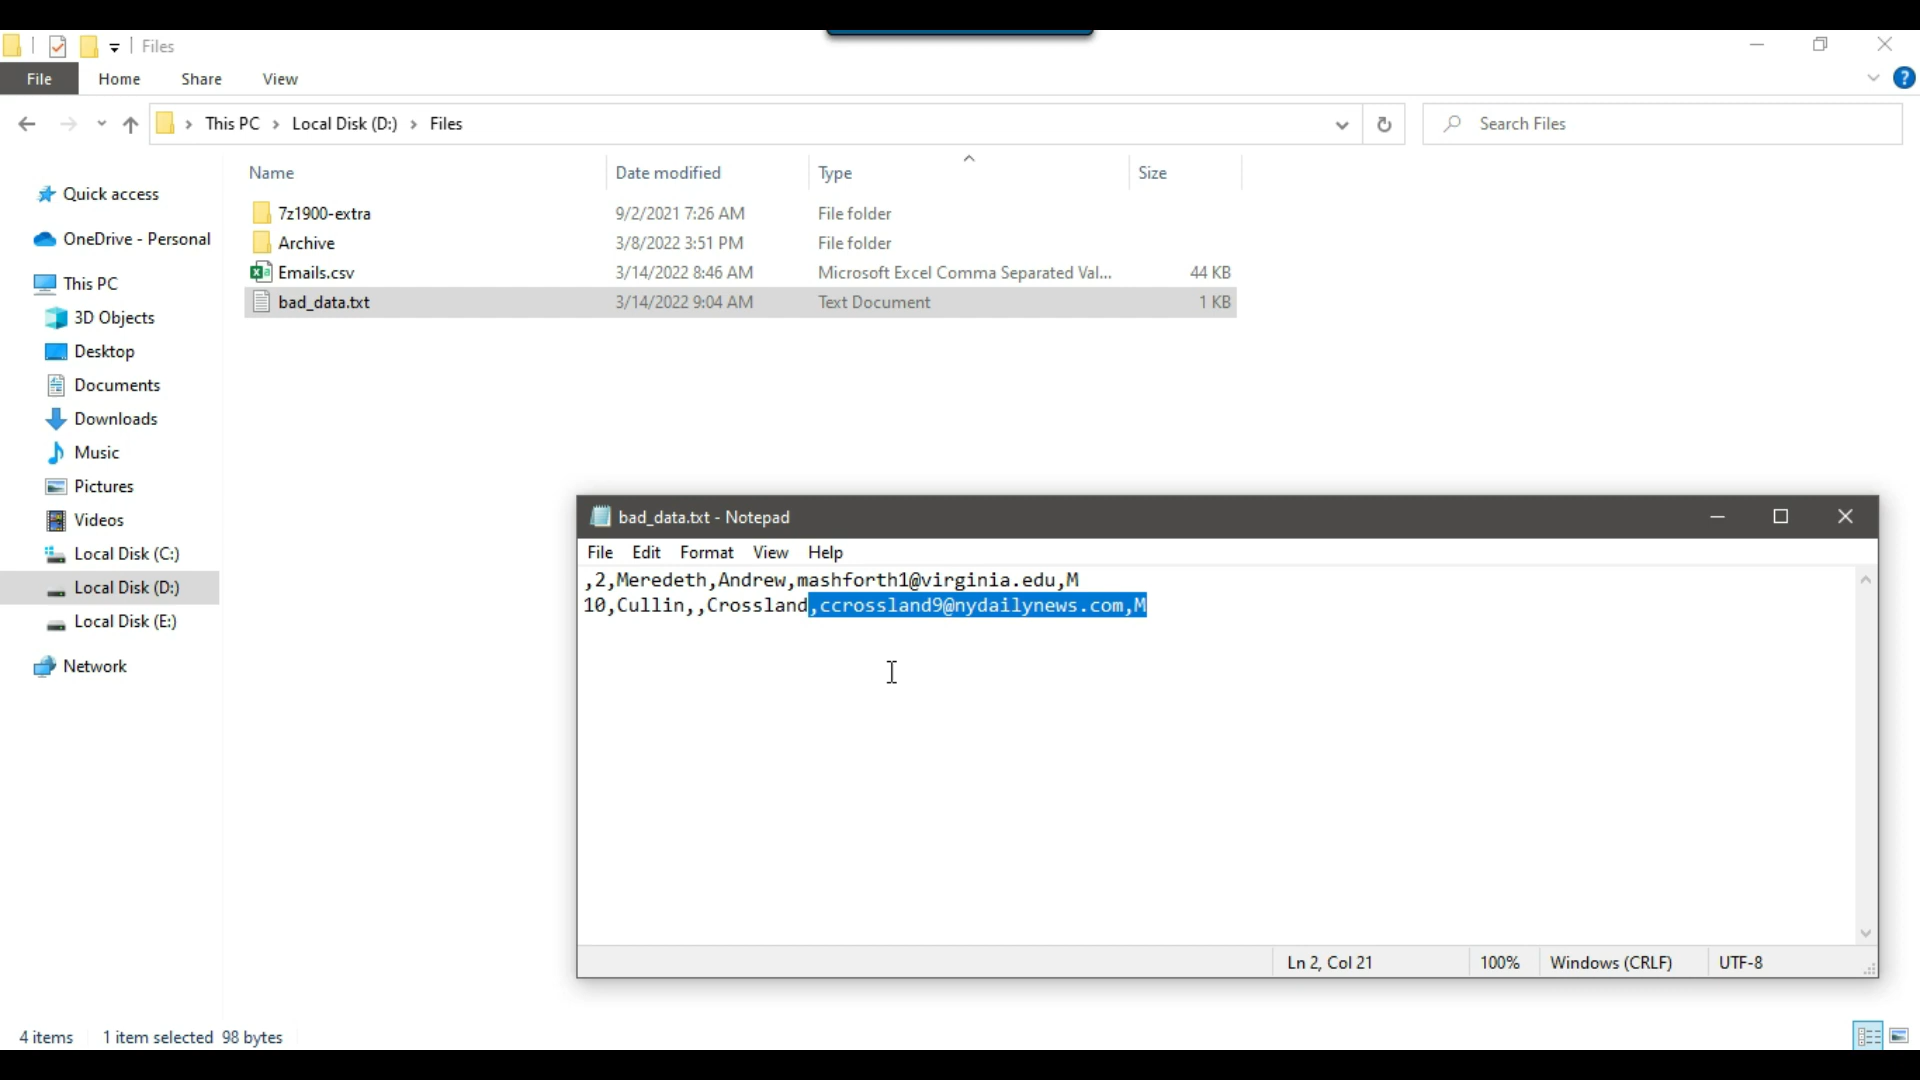 Files
File Home Share View
?
This PC Local Disk (D:) Files
Search Files
Name Date modified Type Size
Quick access
OneDrive - Personal
This PC
3D Objects
Desktop
Documents
Downloads
Music
Pictures
Videos
Local Disk (C:)
Local Disk (D:)
Local Disk (E:)
Network
7z1900-extra 9/2/2021 7:26 AM File folder
Archive 3/8/2022 3:51 PM File folder
Emails.csv 3/14/2022 8:46 AM Microsoft Excel Comma Separated Val... 44 KB
bad_data.txt 3/14/2022 9:04 AM Text Document 1 KB
bad_data.txt - Notepad
File Edit Format View Help
,2,Meredeth,Andrew,mashforth1@virginia.edu,M
10,Cullin,,Crossland,ccrossland9@nydailynews.com,M
Ln 2, Col 21 100% Windows (CRLF) UTF-8
4 items 1 item selected 98 bytes